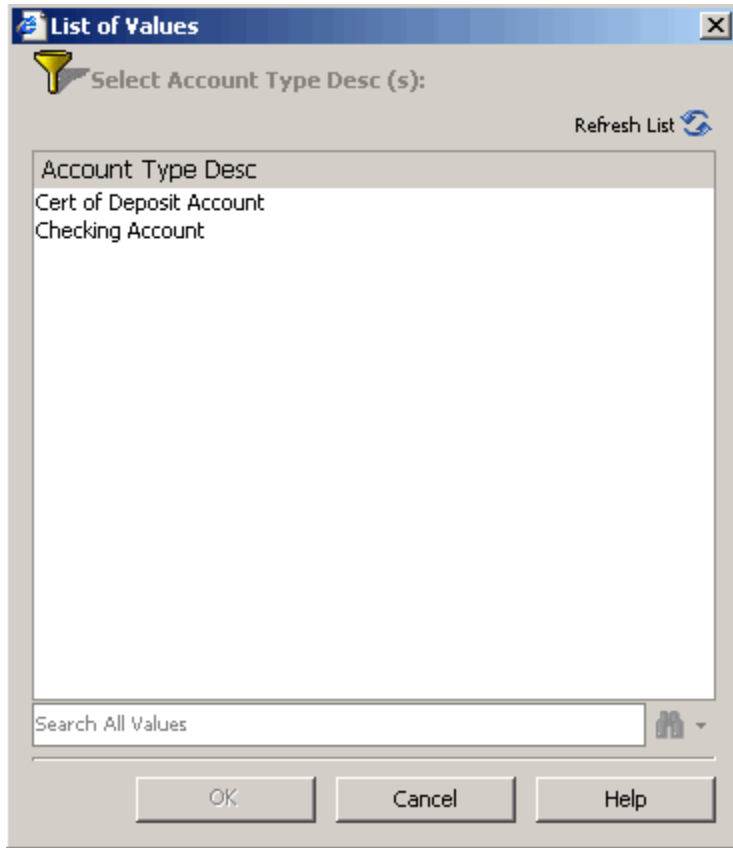 List of Values
Select Account Type Desc (s):
Refresh List
Account Type Desc
Cert of Deposit Account
Checking Account
Search All Values
OK
Cancel
Help